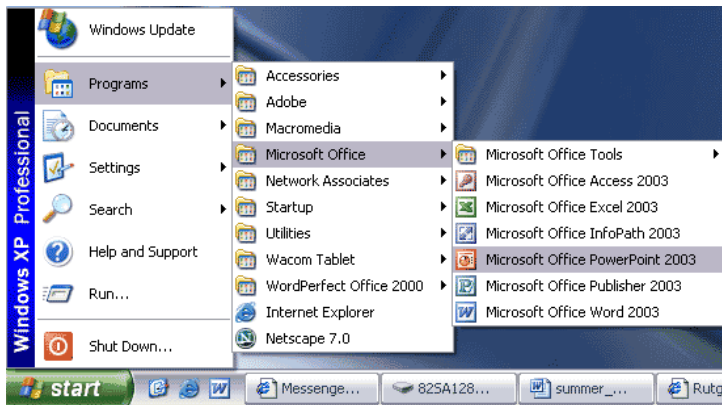 Windows XP Professional
Windows Update
Programs
Documents
Settings
Search
Help and Support
Run...
Shut Down...
Accessories
Adobe
Macromedia
Microsoft Office
Network Associates
Startup
Utilities
Wacom Tablet
WordPerfect Office 2000
Internet Explorer
Netscape 7.0
Microsoft Office Tools
Microsoft Office Access 2003
Microsoft Office Excel 2003
Microsoft Office InfoPath 2003
Microsoft Office PowerPoint 2003
Microsoft Office Publisher 2003
Microsoft Office Word 2003
start
Messenge...
825A128...
summer_...
Rutg